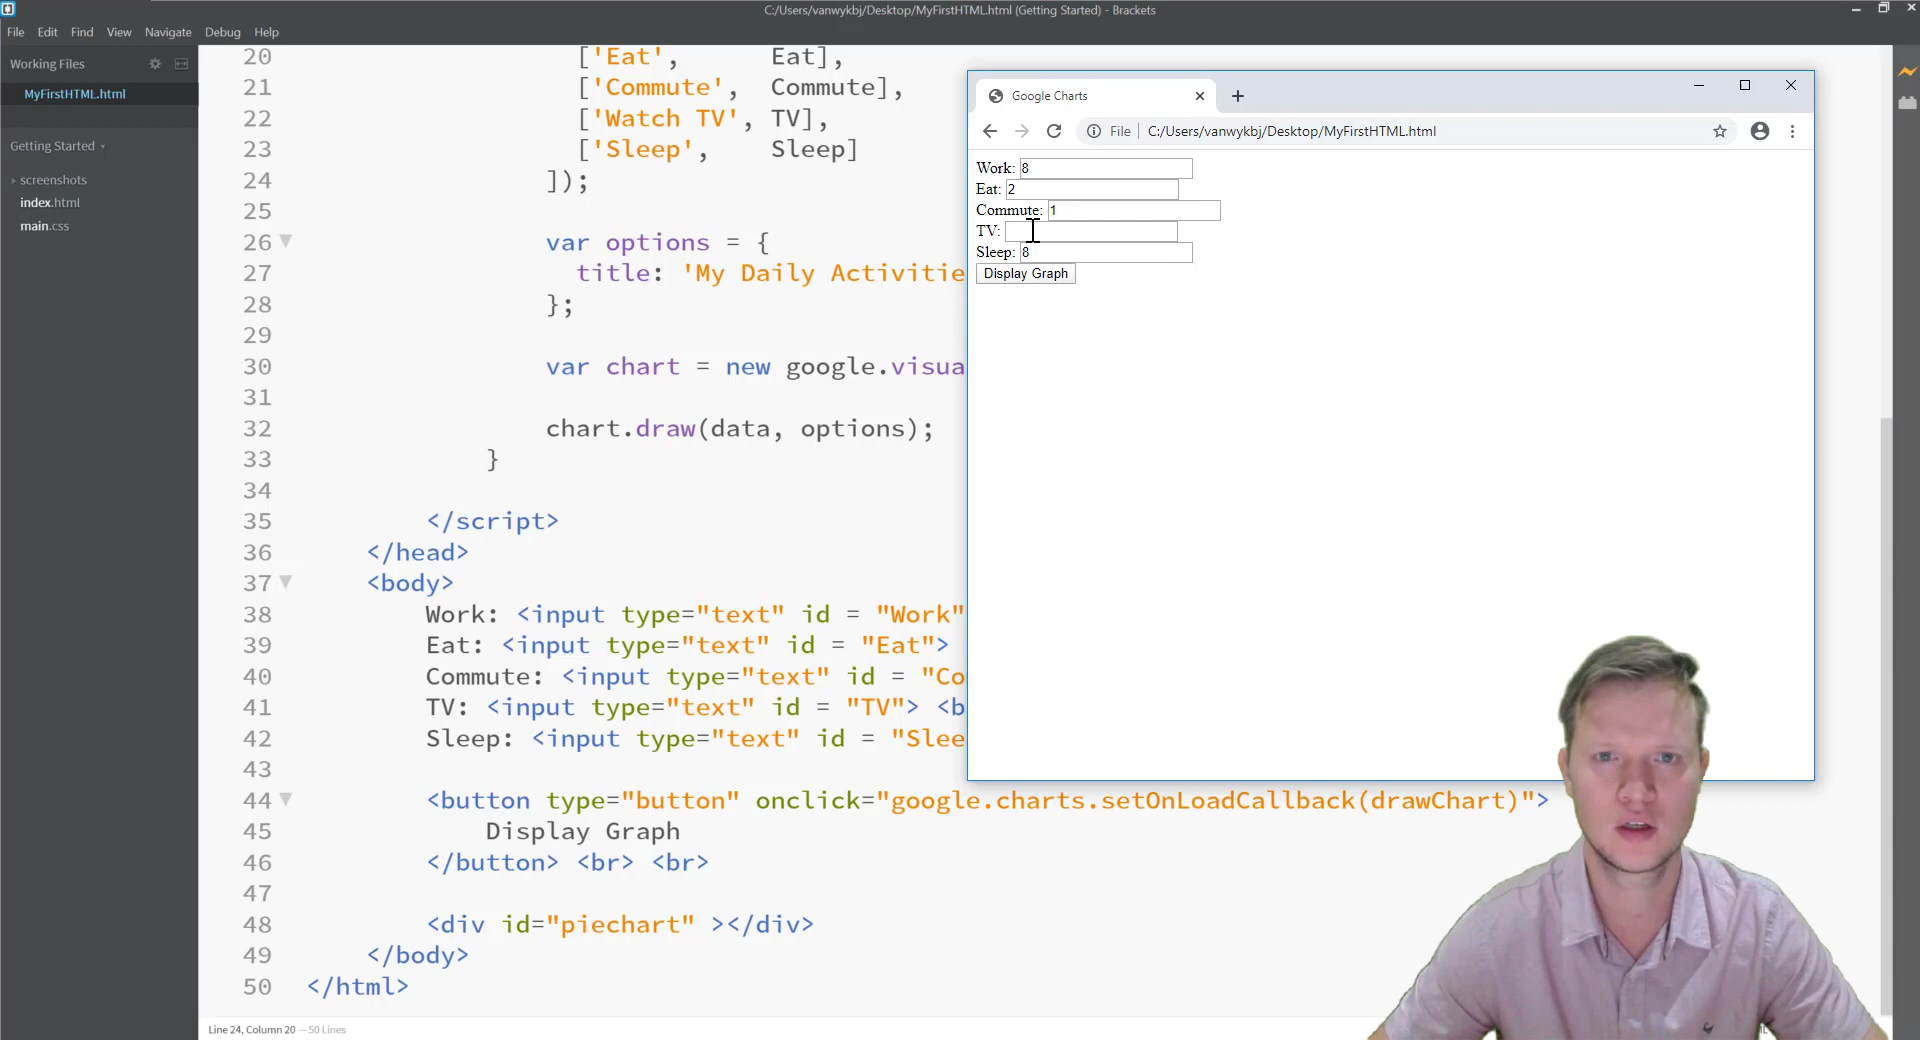 C:/Users/vanwykbj/Desktop/MyFirstHTML.html (Getting Started) - Brackets
File Edit Find View Navigate Debug Help
Working Files
MyFirstHTML.html
Getting Started
screenshots
index.html
main.css
20 ['Eat', Eat],
21 ['Commute', Commute],
22 ['Watch TV', TV],
23 ['Sleep', Sleep]
24 ]);
25
26 var options = {
27 title: 'My Daily Activitie
28 };
29
30 var chart = new google.visua
31
32 chart.draw(data, options);
33 }
34
35 </script>
36 </head>
37 <body>
38 Work: <input type="text" id = "Work"
39 Eat: <input type="text" id = "Eat">
40 Commute: <input type="text" id = "Co
41 TV: <input type="text" id = "TV"> <b
42 Sleep: <input type="text" id = "Slee
43
44 <button type="button" onclick="google.charts.setOnLoadCallback(drawChart)">
45 Display Graph
46 </button> <br> <br>
47
48 <div id="piechart" ></div>
49 </body>
50 </html>
Line 24, Column 20 — 50 Lines
Google Charts
File C:/Users/vanwykbj/Desktop/MyFirstHTML.html
Work: 8
Eat: 2
Commute: 1
TV:
Sleep: 8
Display Graph